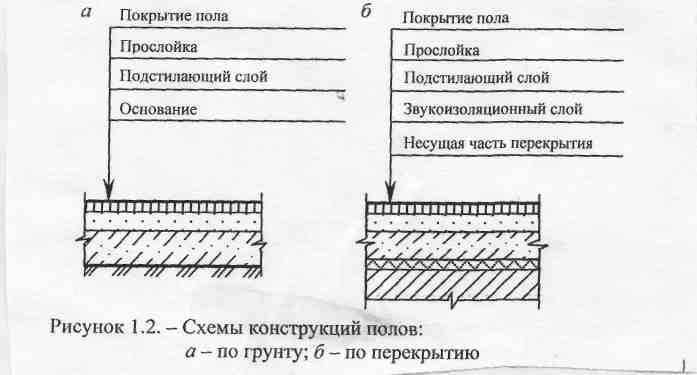 а
Покрытие пола
Прослойка
Подстилающий слой
Основание
б
Покрытие пола
Прослойка
Подстилающий слой
Звукоизоляционный слой
Несущая часть перекрытия
Рисунок 1.2. – Схемы конструкций полов:
а – по грунту; б – по перекрытию